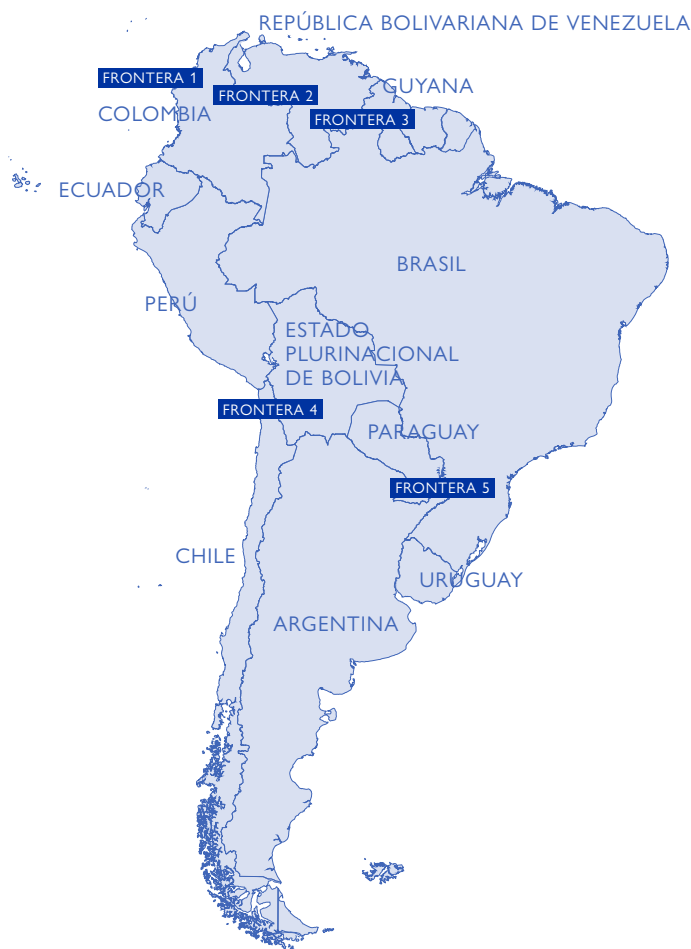 REPÚBLICA BOLIVARIANA DE VENEZUELA
FRONTERA 1
GUYANA
FRONTERA 2
COLOMBIA
FRONTERA 3
ECUADOR
BRASIL
PERÚ
ESTADO
PLURINACIONAL
DE BOLIVIA
FRONTERA 4
PARAGUAY
FRONTERA 5
CHILE
URUGUAY
ARGENTINA